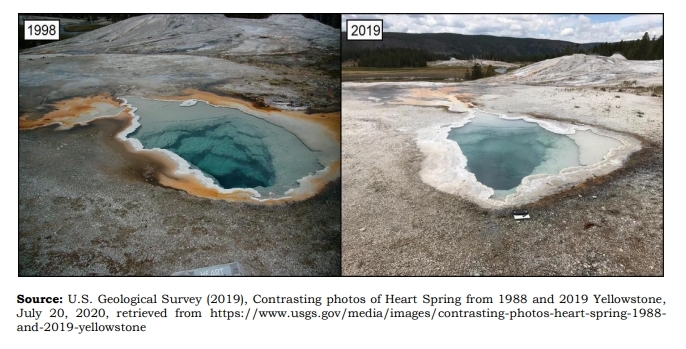 1998
2019
HEART
Source: U.S. Geological Survey (2019), Contrasting photos of Heart Spring from 1988 and 2019 Yellowstone,
July 20, 2020, retrieved from https://www.usgs.gov/media/images/contrasting-photos-heart-spring-1988-
and-2019-yellowstone